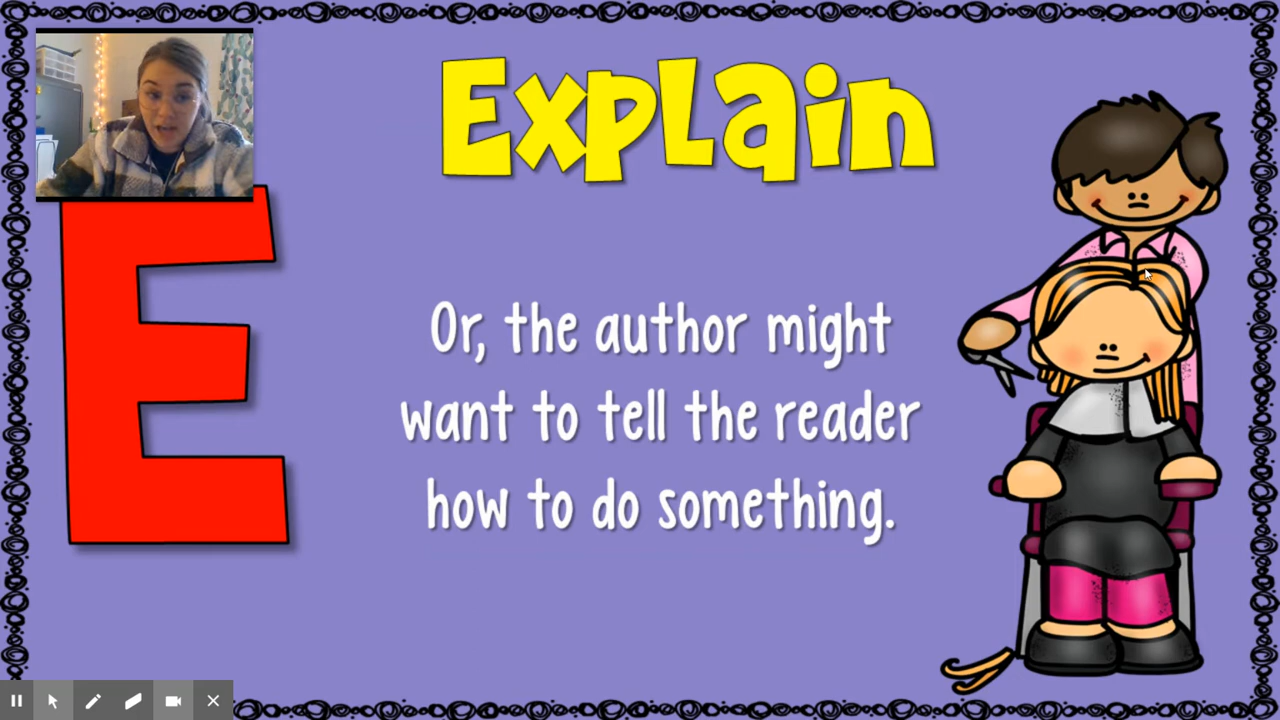 Explain
E
Or, the author might
want to tell the reader
how to do something.